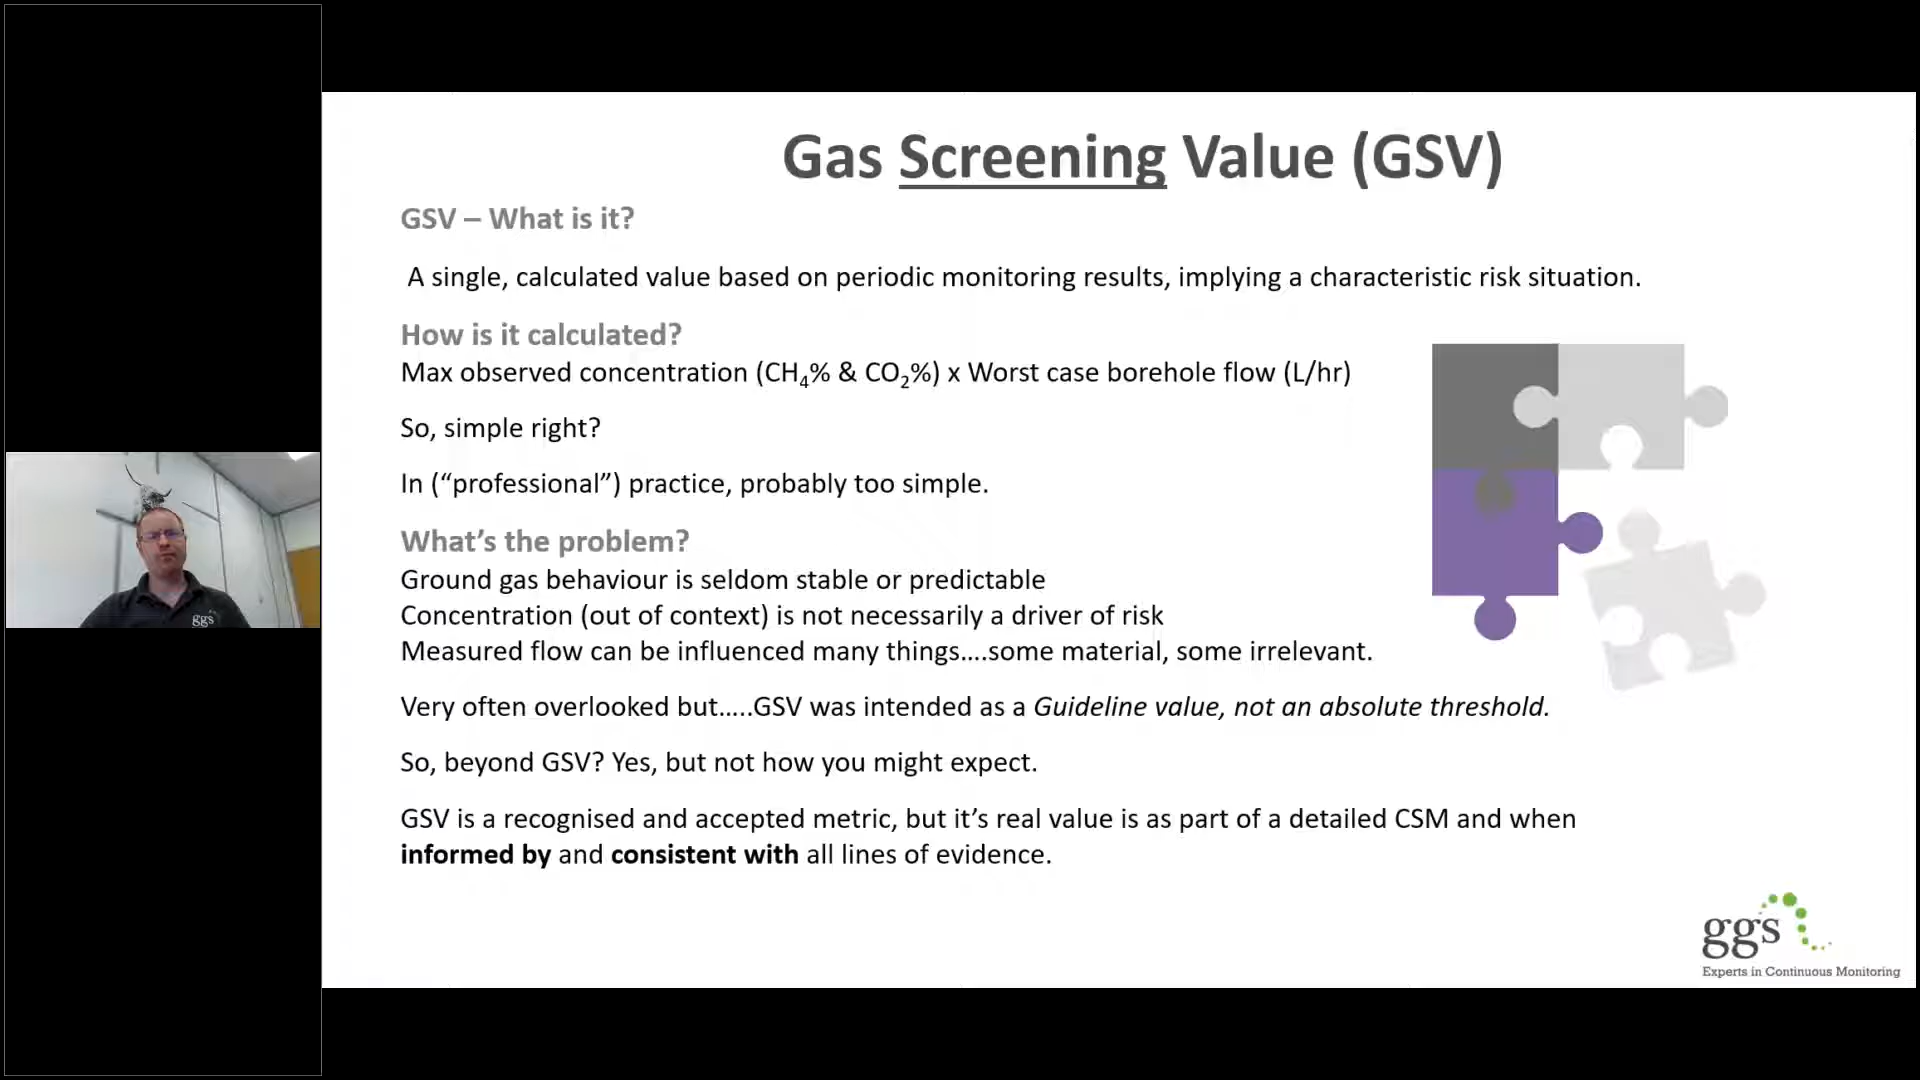 Gas Screening Value (GSV)
GSV – What is it?
A single, calculated value based on periodic monitoring results, implying a characteristic risk situation.
How is it calculated?
Max observed concentration (CH₄% & CO₂%) x Worst case borehole flow (L/hr)
So, simple right?
In (“professional”) practice, probably too simple.
What’s the problem?
Ground gas behaviour is seldom stable or predictable
Concentration (out of context) is not necessarily a driver of risk
Measured flow can be influenced many things....some material, some irrelevant.
Very often overlooked but.....GSV was intended as a Guideline value, not an absolute threshold.
So, beyond GSV? Yes, but not how you might expect.
GSV is a recognised and accepted metric, but it’s real value is as part of a detailed CSM and when
informed by and consistent with all lines of evidence.
ggs
Experts in Continuous Monitoring
ggs